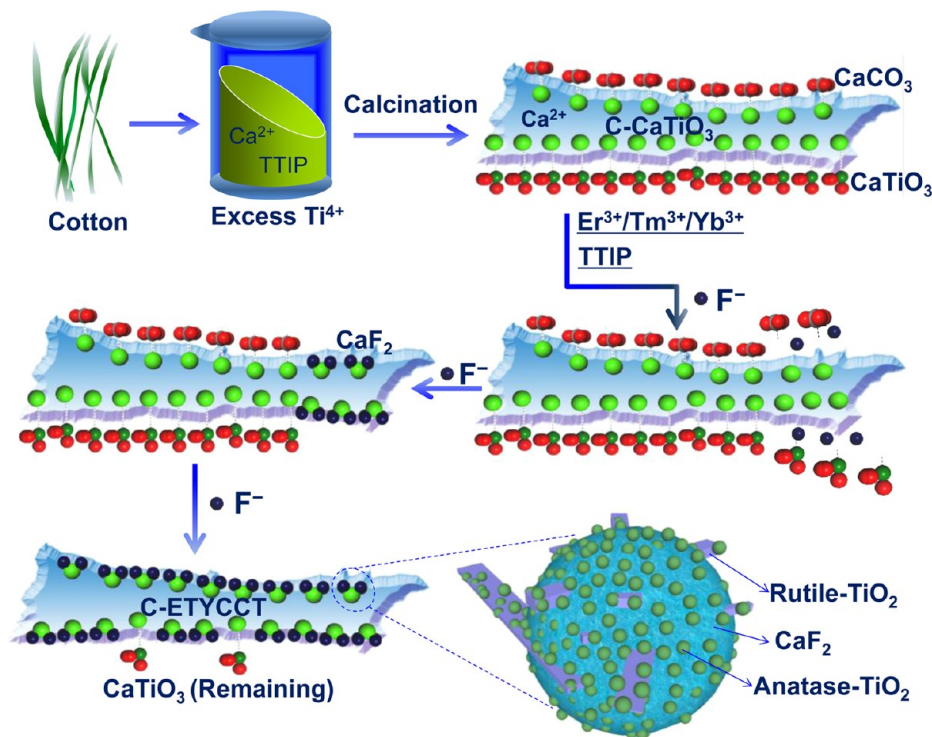 Cotton
Ca²⁺
TTIP
Excess Ti⁴⁺
Calcination
CaCO₃
Ca²⁺
C-CaTiO₃
CaTiO₃
Er³⁺/Tm³⁺/Yb³⁺
TTIP
F⁻
F⁻
CaF₂
F⁻
C-ETYCCT
CaTiO₃ (Remaining)
Rutile-TiO₂
CaF₂
Anatase-TiO₂